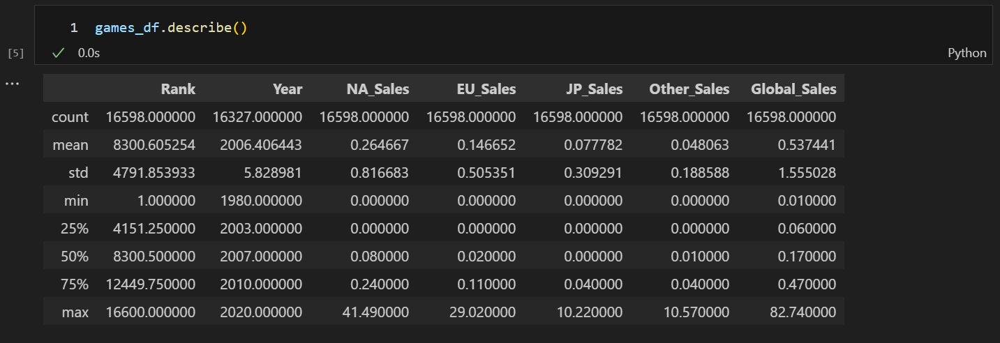 1 games_df.describe()
[5] ✓ 0.0s Python
...
Rank Year NA_Sales EU_Sales JP_Sales Other_Sales Global_Sales
count 16598.000000 16327.000000 16598.000000 16598.000000 16598.000000 16598.000000 16598.000000
mean 8300.605254 2006.406443 0.264667 0.146652 0.077782 0.048063 0.537441
std 4791.853933 5.828981 0.816683 0.505351 0.309291 0.188588 1.555028
min 1.000000 1980.000000 0.000000 0.000000 0.000000 0.000000 0.010000
25% 4151.250000 2003.000000 0.000000 0.000000 0.000000 0.000000 0.060000
50% 8300.500000 2007.000000 0.080000 0.020000 0.000000 0.010000 0.170000
75% 12449.750000 2010.000000 0.240000 0.110000 0.040000 0.040000 0.470000
max 16600.000000 2020.000000 41.490000 29.020000 10.220000 10.570000 82.740000